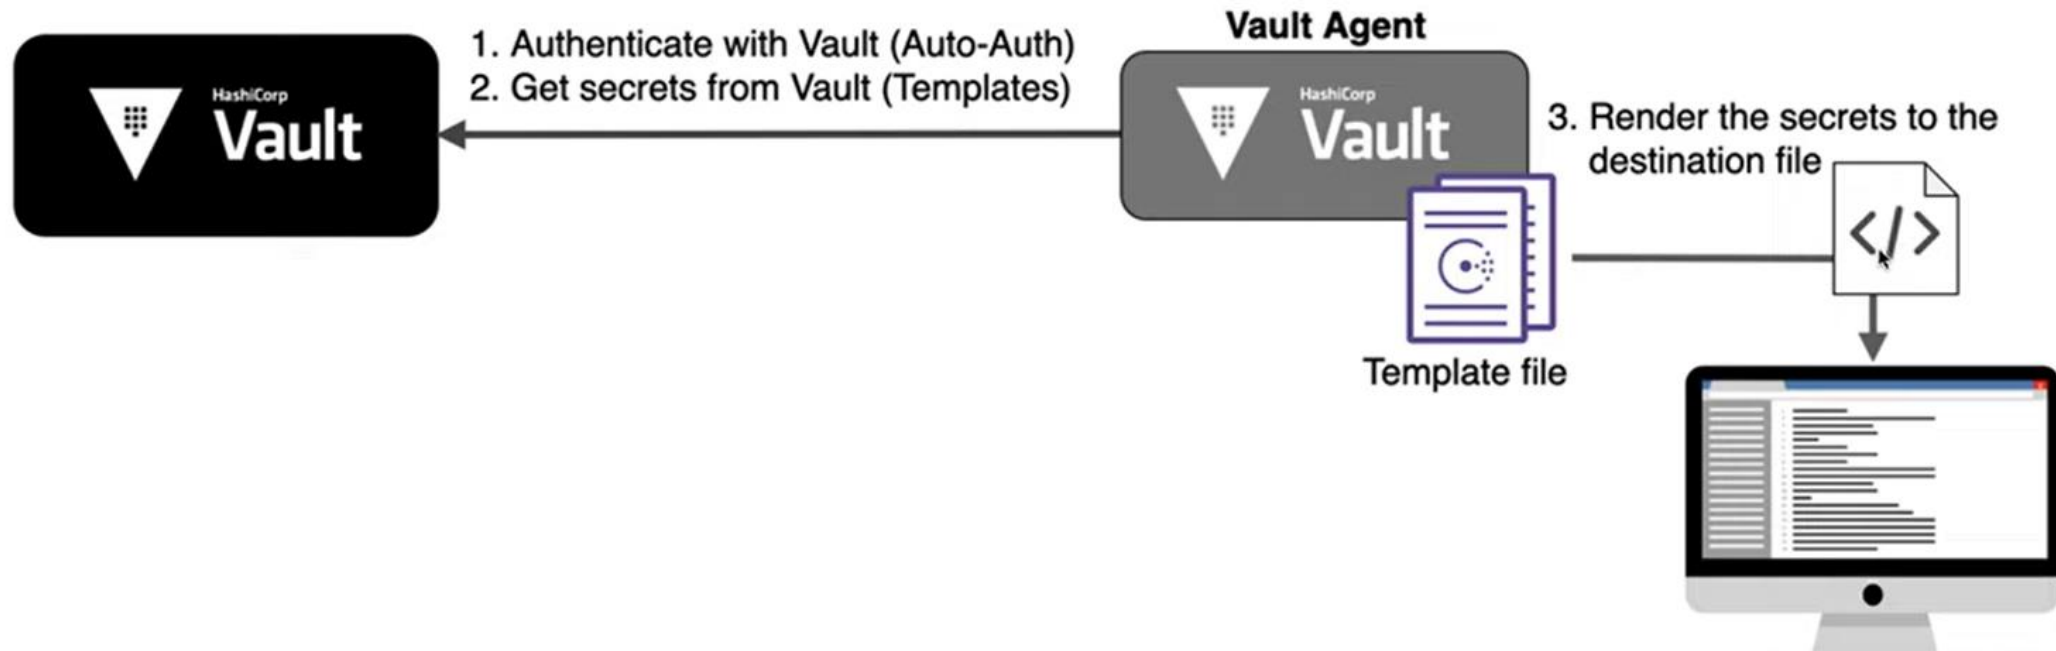 HashiCorp
Vault
1. Authenticate with Vault (Auto-Auth)
2. Get secrets from Vault (Templates)
Vault Agent
HashiCorp
Vault
3. Render the secrets to the
destination file
</>
Template file